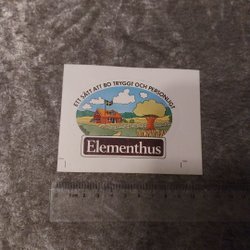 ETT SÄTT ATT BO TRYGGT OCH PERSONLIGT
Elementhus